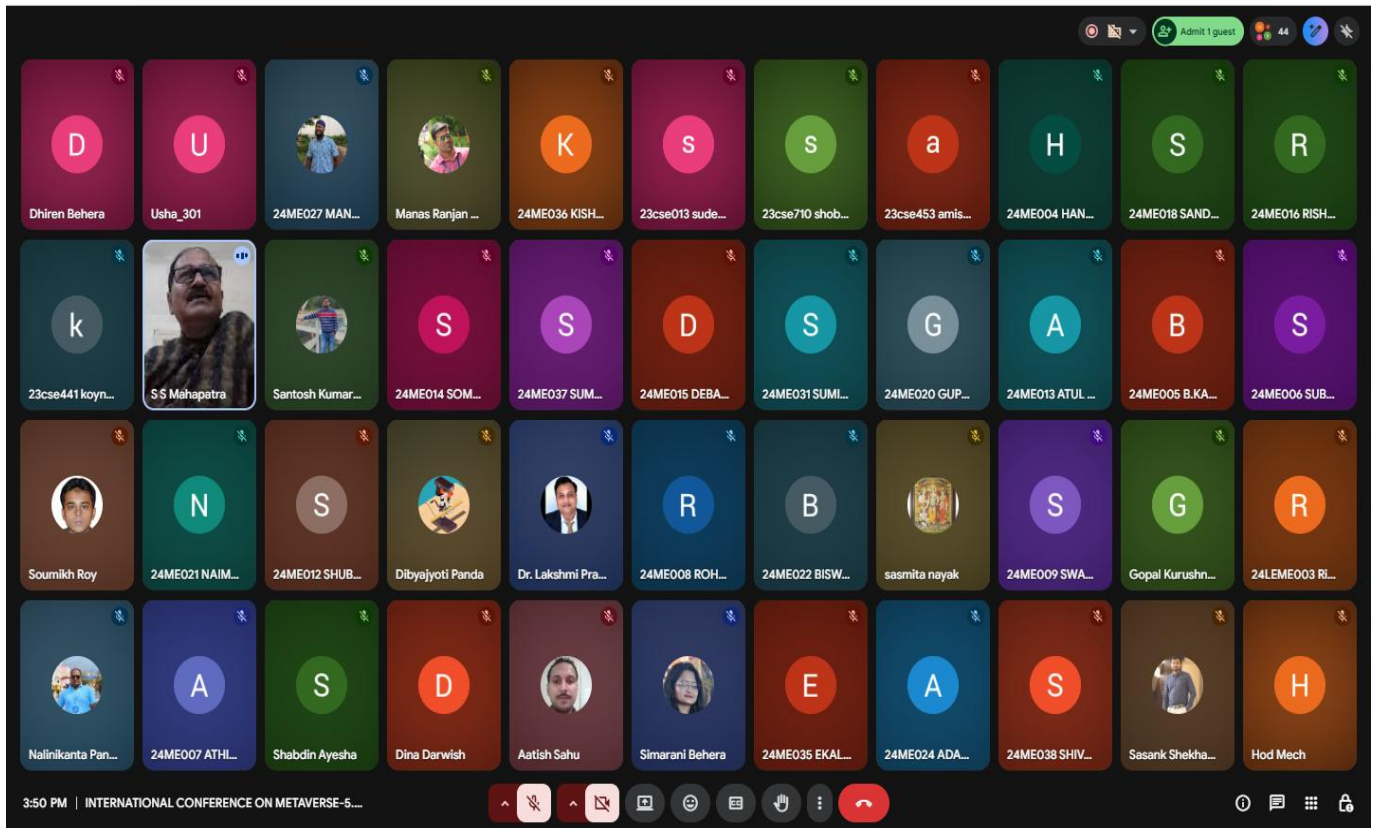 Admit 1 guest
44
D
U
K
s
s
a
H
S
R
Dhiren Behera
Usha_301
24ME027 MAN...
Manas Ranjan ...
24ME036 KISH...
23cse013 sude...
23cse710 shob...
23cse453 amis...
24ME004 HAN...
24ME018 SAND...
24ME016 RISH...
k
S
S
D
S
G
A
B
S
23cse441 koyn...
S S Mahapatra
Santosh Kumar...
24ME014 SOM...
24ME037 SUM...
24ME015 DEBA...
24ME031 SUMI...
24ME020 GUP...
24ME013 ATUL ...
24ME005 B.KA...
24ME006 SUB...
N
S
R
B
S
G
R
Soumikh Roy
24ME021 NAIM...
24ME012 SHUB...
Dibyajyoti Panda
Dr. Lakshmi Pra...
24ME008 ROH...
24ME022 BISW...
sasmita nayak
24ME009 SWA...
Gopal Kurushn...
24LEME003 Ri...
A
S
D
E
A
S
H
Nalinikanta Pan...
24ME007 ATHI...
Shabdin Ayesha
Dina Darwish
Aatish Sahu
Simarani Behera
24ME035 EKAL...
24ME024 ADA...
24ME038 SHIV...
Sasank Shekha...
Hod Mech
3:50 PM | INTERNATIONAL CONFERENCE ON METAVERSE-5....